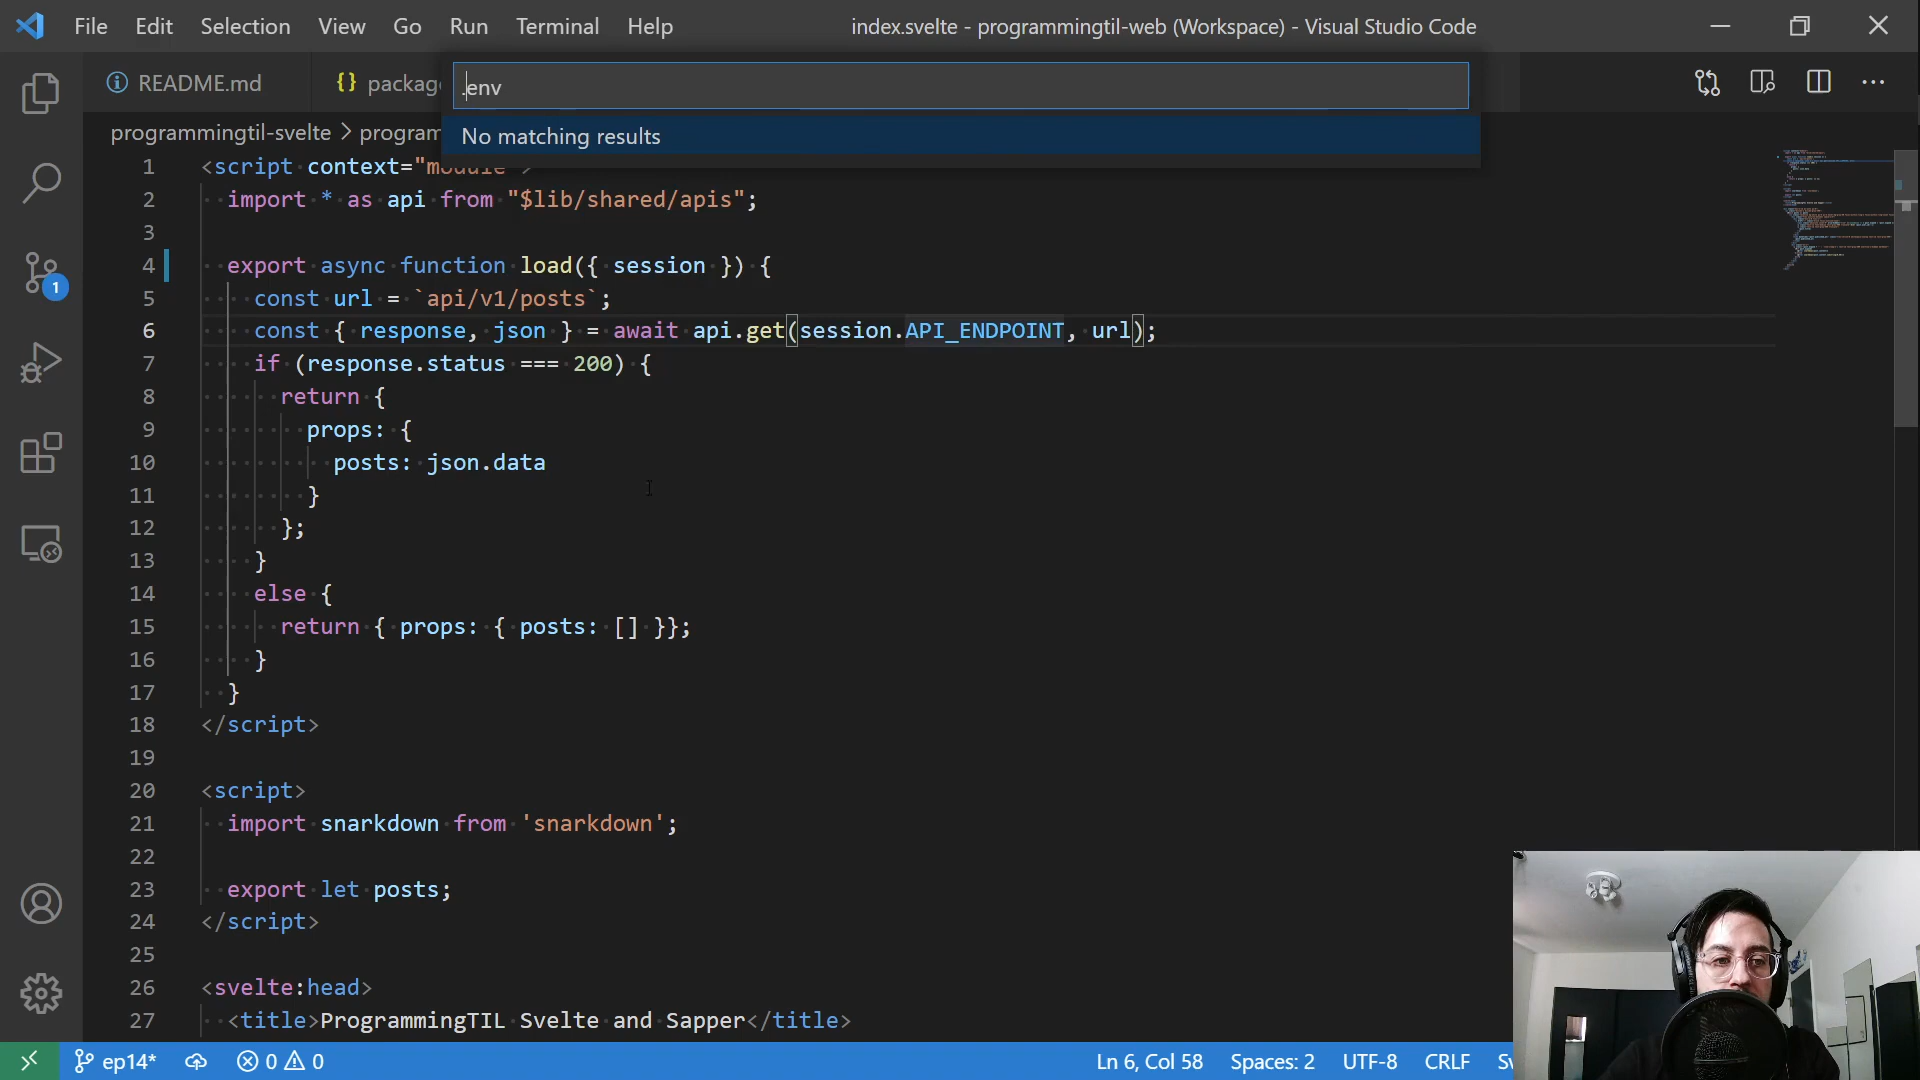 File Edit Selection View Go Run Terminal Help index.svelte - programmingtil-web (Workspace) - Visual Studio Code
README.md {} package
.env
No matching results
programmingtil-svelte > program
1 <script context="module">
2 import * as api from "$lib/shared/apis";
3
4 export async function load({ session }) {
5 const url = `api/v1/posts`;
6 const { response, json } = await api.get(session.API_ENDPOINT, url);
7 if (response.status === 200) {
8 return {
9 props: {
10 posts: json.data
11 }
12 };
13 }
14 else {
15 return { props: { posts: [] }};
16 }
17 }
18 </script>
19
20 <script>
21 import snarkdown from 'snarkdown';
22
23 export let posts;
24 </script>
25
26 <svelte:head>
27 <title>ProgrammingTIL Svelte and Sapper</title>
1
ep14* 0 0 Ln 6, Col 58 Spaces: 2 UTF-8 CRLF